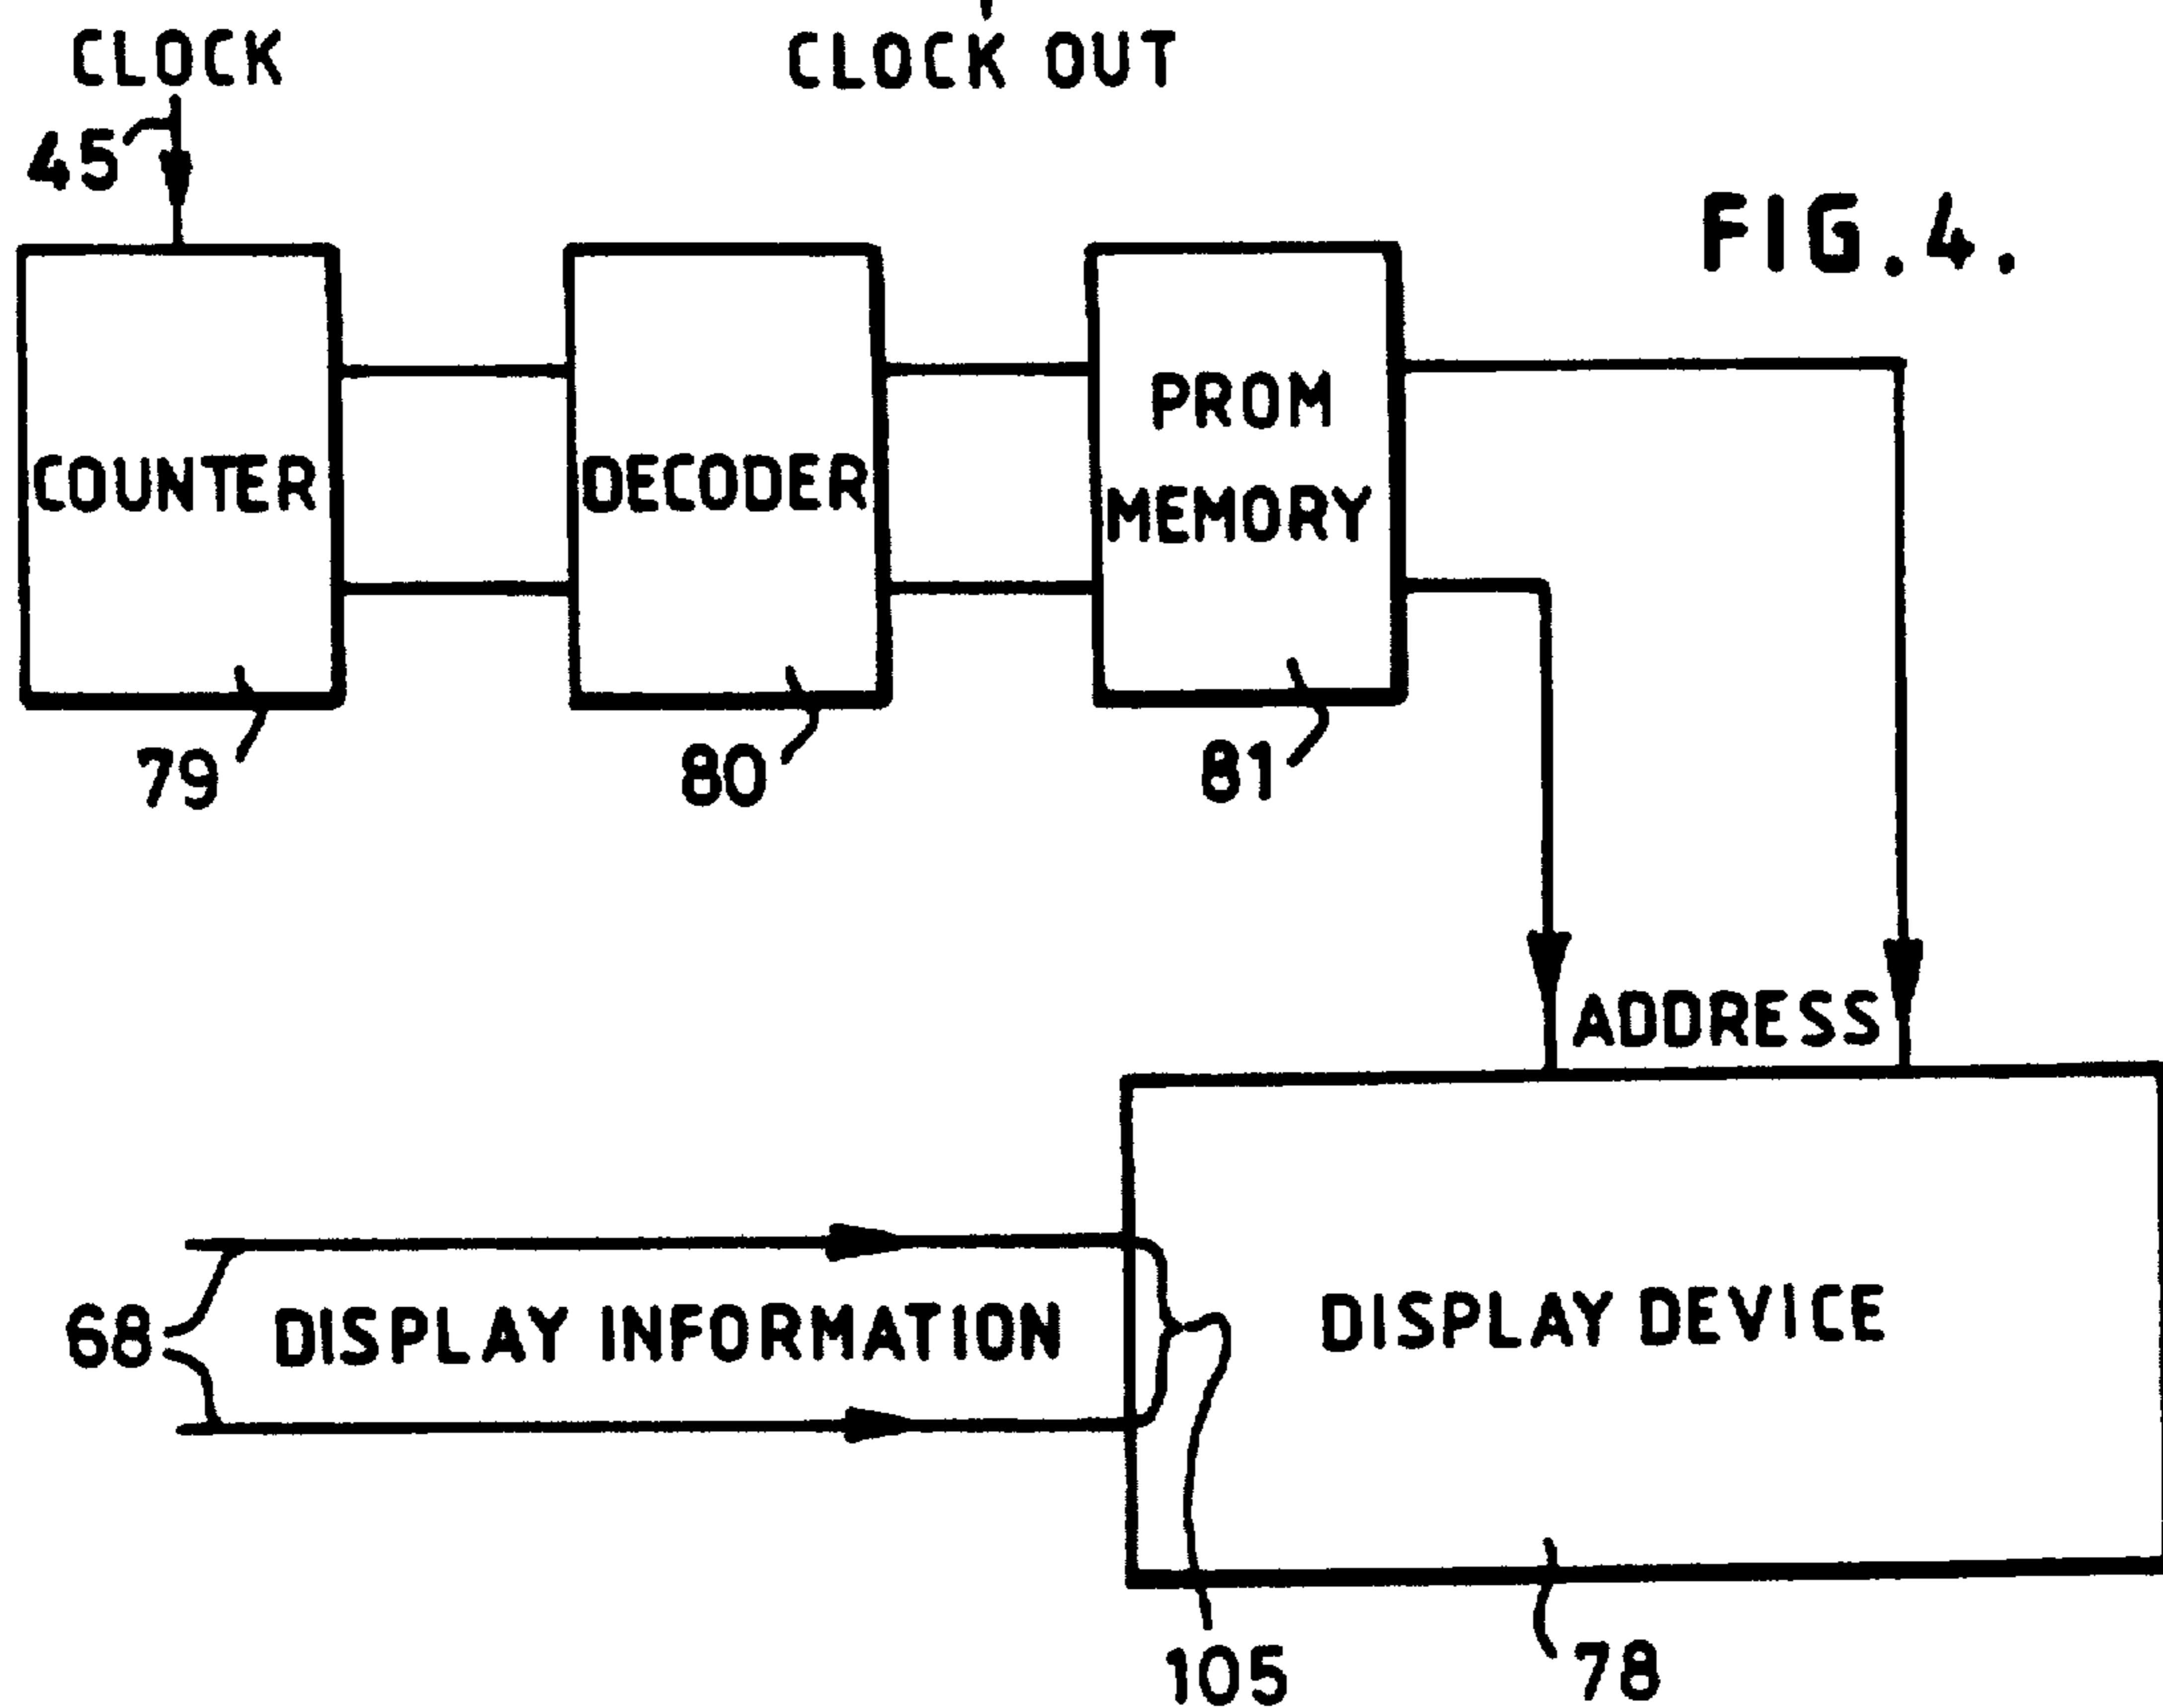 CLOCK
CLOCK OUT
45
FIG.4.
COUNTER
DECODER
PROM
MEMORY
79
80
81
ADDRESS
68
DISPLAY INFORMATION
DISPLAY DEVICE
105
78